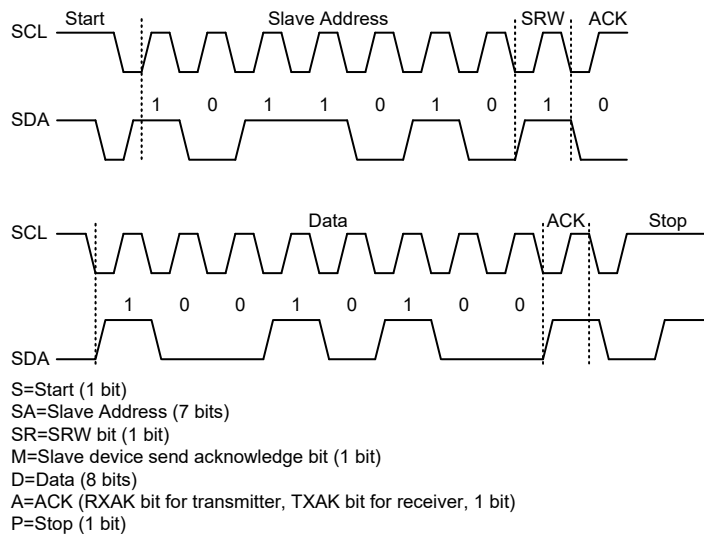 Start Slave Address SRW ACK
SCL
1 0 1 1 0 1 0 1 0
SDA
Data ACK Stop
SCL
1 0 0 1 0 1 0 0
SDA
S=Start (1 bit)
SA=Slave Address (7 bits)
SR=SRW bit (1 bit)
M=Slave device send acknowledge bit (1 bit)
D=Data (8 bits)
A=ACK (RXAK bit for transmitter, TXAK bit for receiver, 1 bit)
P=Stop (1 bit)